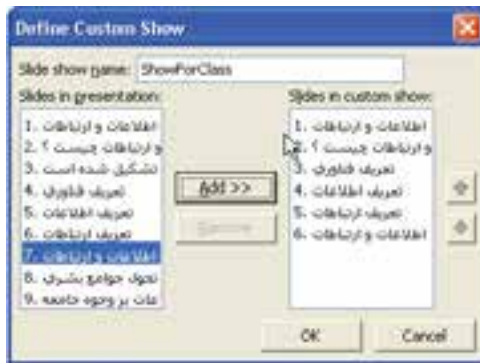 Define Custom Show
Slide show name: ShowForClass
Slides in presentation:
1. اطلاعات و ارتباطات
2. و ارتباطات چیست ؟
3. تشکیل شده است
4. تعریف فناوری
5. تعریف اطلاعات
6. تعریف ارتباطات
7. اطلاعات و ارتباطات
8. تحول جوامع بشری
9. عات بر وجوه جامعه
Add >>
Remove
Slides in custom show:
1. اطلاعات و ارتباطات
2. و ارتباطات چیست ؟
3. تعریف فناوری
4. تعریف اطلاعات
5. تعریف ارتباطات
6. اطلاعات و ارتباطات
OK
Cancel